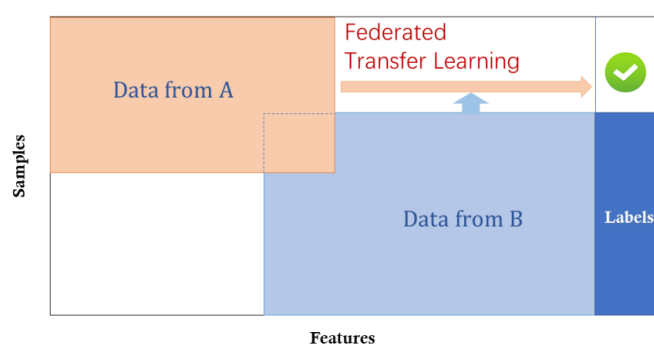 Federated
Transfer Learning
Data from A
Samples
Data from B
Labels
Features